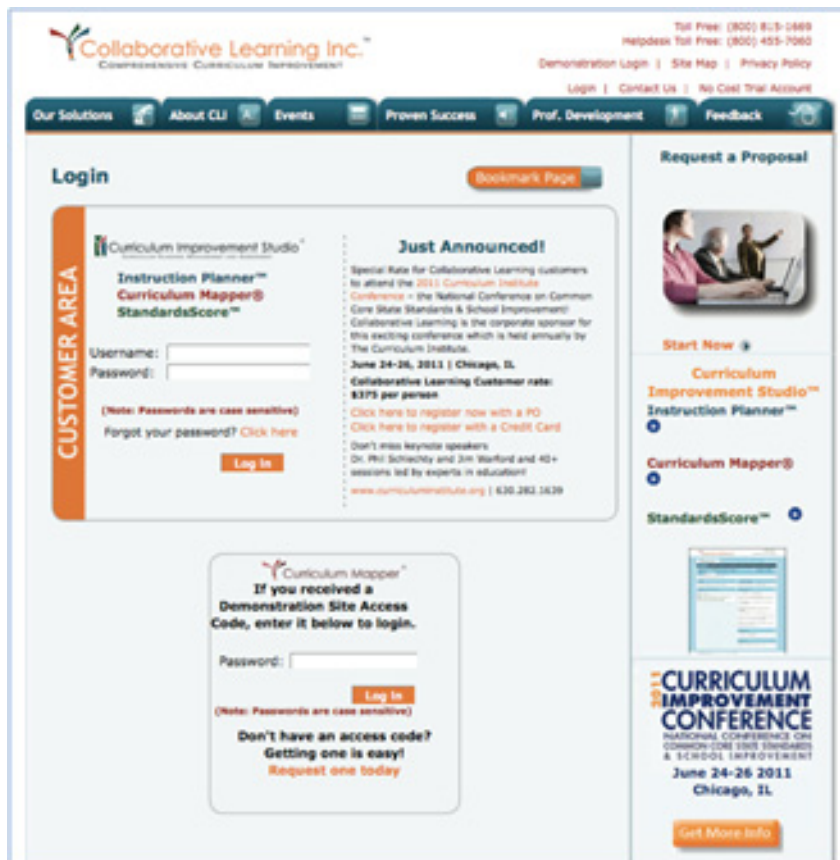 Collaborative Learning Inc.™
COMPREHENSIVE CURRICULUM IMPROVEMENT
Toll Free: (800) 815-1669
Helpdesk Toll Free: (800) 455-7060
Demonstration Login | Site Map | Privacy Policy
Login | Contact Us | No Cost Trial Account
Our Solutions About CLI Events Proven Success Prof. Development Feedback
Login
Bookmark Page
CUSTOMER AREA
Curriculum Improvement Studio
Instruction Planner™
Curriculum Mapper®
StandardsScore™
Username:
Password:
(Note: Passwords are case sensitive)
Forgot your password? Click here
Log In
Just Announced!
Special Rate for Collaborative Learning customers
to attend the 2011 Curriculum Institute
Conference – the National Conference on Common
Core State Standards & School Improvement!
Collaborative Learning is the corporate sponsor for
this exciting conference which is held annually by
The Curriculum Institute.
June 24-26, 2011 | Chicago, IL
Collaborative Learning Customer rate:
$375 per person
Click here to register now with a PO
Click here to register with a Credit Card
Don't miss keynote speakers
Dr. Phil Schlechty and Jim Warford and 40+
sessions led by experts in education!
www.curriculuminstitute.org | 630.282.1639
Curriculum Mapper
If you received a
Demonstration Site Access
Code, enter it below to login.
Password:
Log In
(Note: Passwords are case sensitive)
Don't have an access code?
Getting one is easy!
Request one today
Request a Proposal
Start Now
Curriculum
Improvement Studio™
Instruction Planner™
Curriculum Mapper®
StandardsScore™
2011
CURRICULUM
IMPROVEMENT
CONFERENCE
NATIONAL CONFERENCE ON
COMMON CORE STATE STANDARDS
& SCHOOL IMPROVEMENT
June 24-26 2011
Chicago, IL
Get More Info